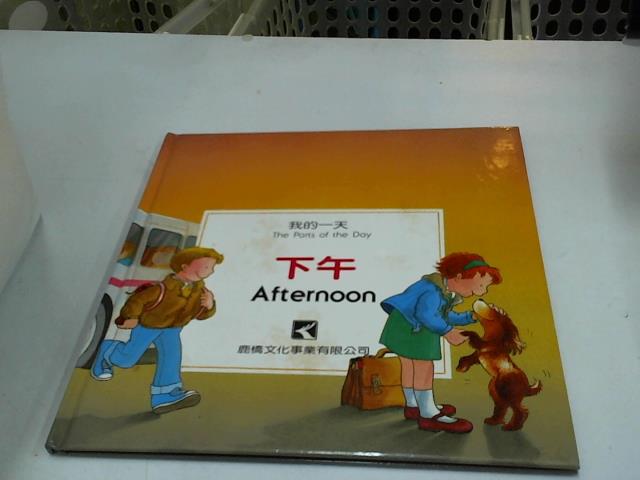 我的一天
The Parts of the Day
下午
Afternoon
鹿橋文化事業有限公司